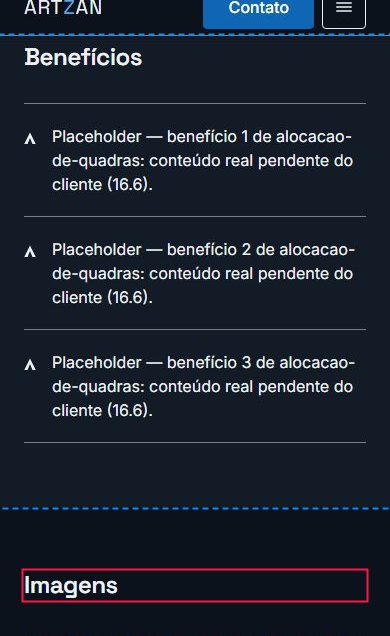 ARTZAN
Contato
Benefícios
Placeholder — benefício 1 de alocacao-
de-quadras: conteúdo real pendente do
cliente (16.6).
Placeholder — benefício 2 de alocacao-
de-quadras: conteúdo real pendente do
cliente (16.6).
Placeholder — benefício 3 de alocacao-
de-quadras: conteúdo real pendente do
cliente (16.6).
Imagens